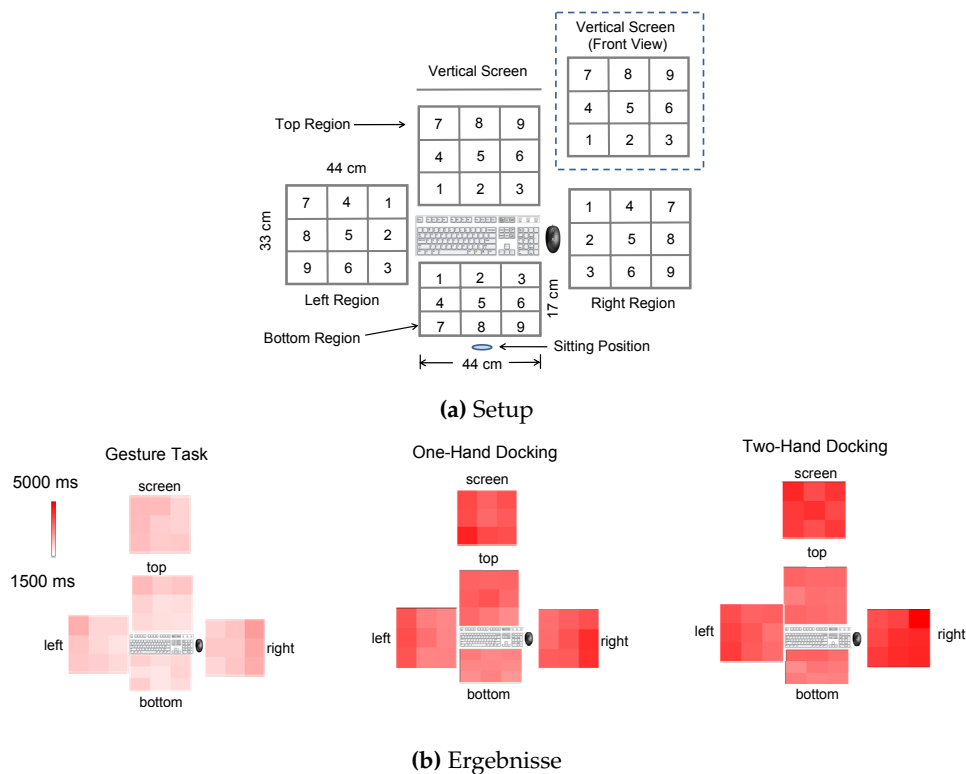 Vertical Screen
(Front View)
7 8 9
4 5 6
1 2 3
Vertical Screen
Top Region
7 8 9
4 5 6
1 2 3
44 cm
33 cm
7 4 1
8 5 2
9 6 3
Left Region
1 4 7
2 5 8
3 6 9
Right Region
1 2 3
4 5 6
7 8 9
17 cm
Bottom Region
Sitting Position
44 cm
(a) Setup
Gesture Task
5000 ms
1500 ms
screen
top
left
right
bottom
One-Hand Docking
screen
top
left
right
bottom
Two-Hand Docking
screen
top
left
right
bottom
(b) Ergebnisse